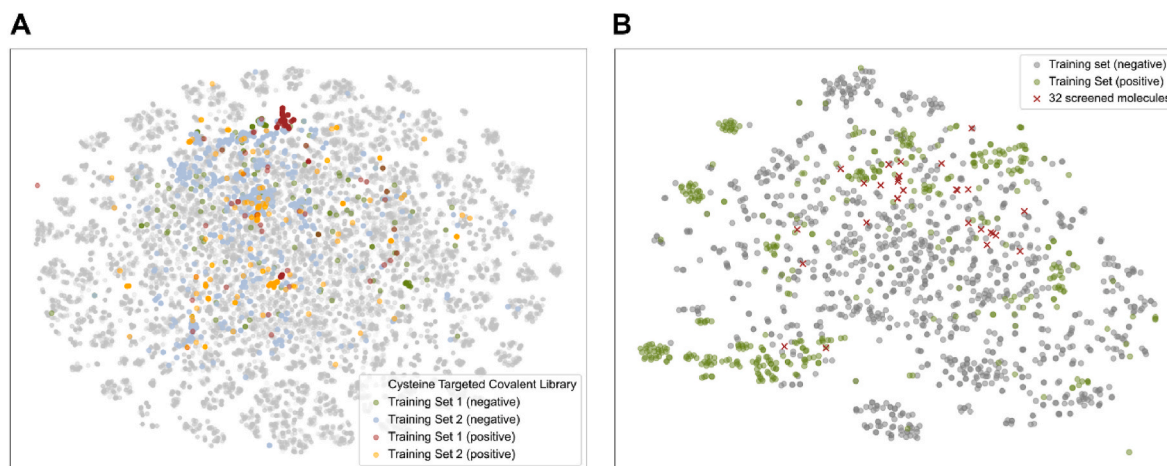 A
B
Cysteine Targeted Covalent Library
Training Set 1 (negative)
Training Set 2 (negative)
Training Set 1 (positive)
Training Set 2 (positive)
Training set (negative)
Training Set (positive)
32 screened molecules